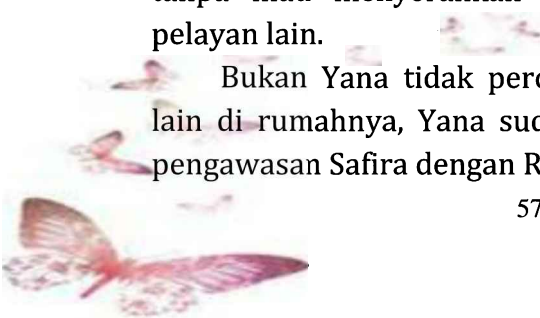 pelayan lain.
Bukan Yana tidak
lain di rumahnya, Yana
pengawasan Safira dengan
57